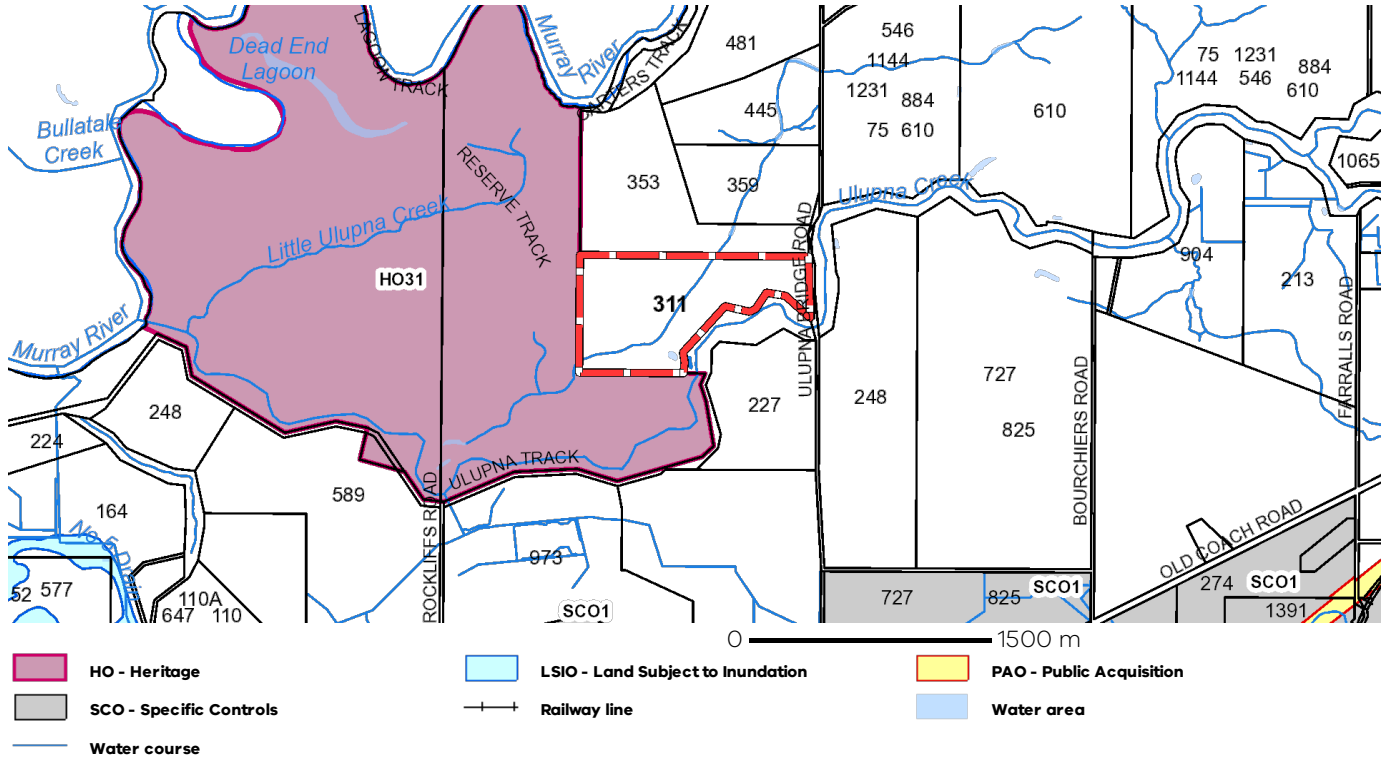 Dead End
Lagoon
LAGOON TRACK
Murray
River
CARTERS TRACK
481
546
1144
1231
884
75 610
610
75 1231
1144 546
884
610
445
Bullatale
Creek
RESERVE TRACK
353
359
Ulupna Creek
1065
Little Ulupna Creek
HO31
311
ULUPNA BRIDGE ROAD
904
213
FARRALLS ROAD
Murray River
248
227
248
727
825
BOURCHIERS ROAD
224
164
589
ROCKLIFFS ROAD
ULUPNA TRACK
No 5 Drain
973
OLD COACH ROAD
52 577
110A
647 110
SCO1
727
825
SCO1
274
SCO1
1391
0 1500 m
HO - Heritage
LSIO - Land Subject to Inundation
PAO - Public Acquisition
SCO - Specific Controls
Railway line
Water area
Water course